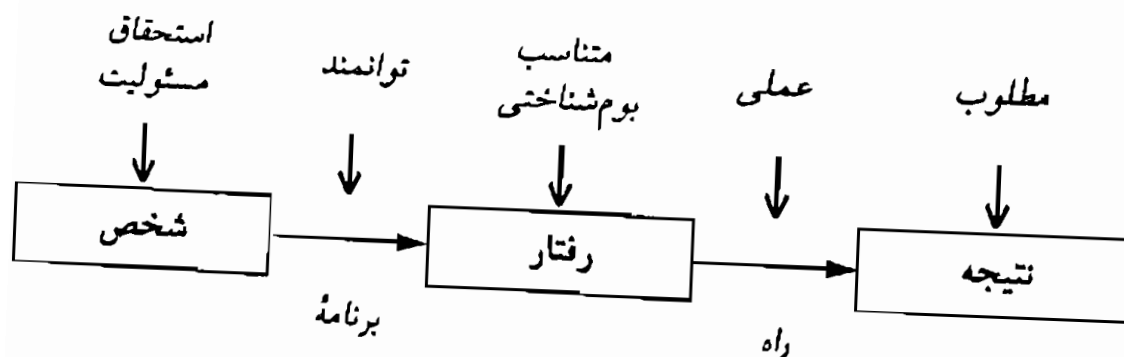 استحقاق
مسئولیت
توانمند
متناسب
بوم‌شناختی
عملی
مطلوب
شخص
رفتار
نتیجه
برنامهٔ
راه